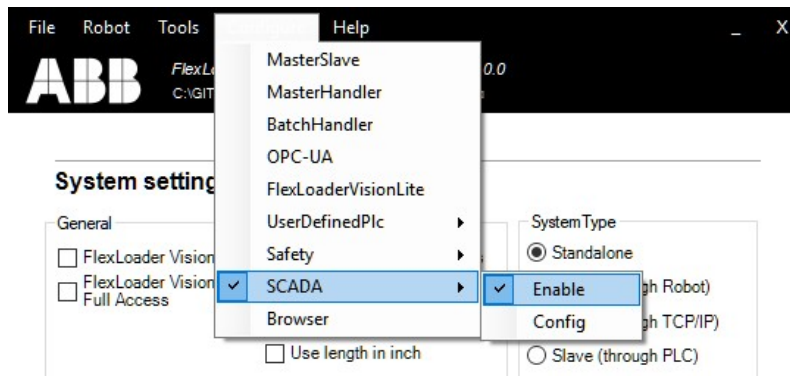 File Robot Tools Help _ X
ABB
FlexL 0.0
C:\GIT
MasterSlave
MasterHandler
BatchHandler
OPC-UA
FlexLoaderVisionLite
UserDefinedPlc
Safety
SCADA
Browser
Enable
Config
System setting
General
FlexLoader Vision
FlexLoader Vision
Full Access
Use length in inch
SystemType
Standalone
gh Robot)
gh TCP/IP)
Slave (through PLC)